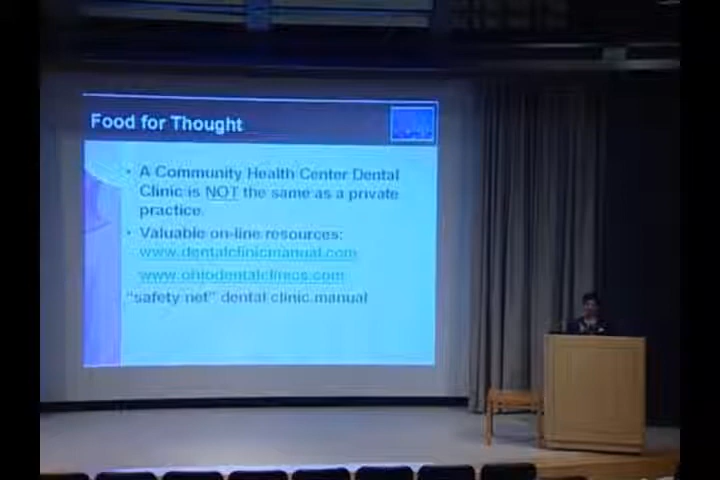 Food for Thought
• A Community Health Center Dental
Clinic is NOT the same as a private
practice.
• Valuable on-line resources:
www.dentalclinicmanual.com
www.ohiodentalclinics.com
"safety net" dental clinic manual